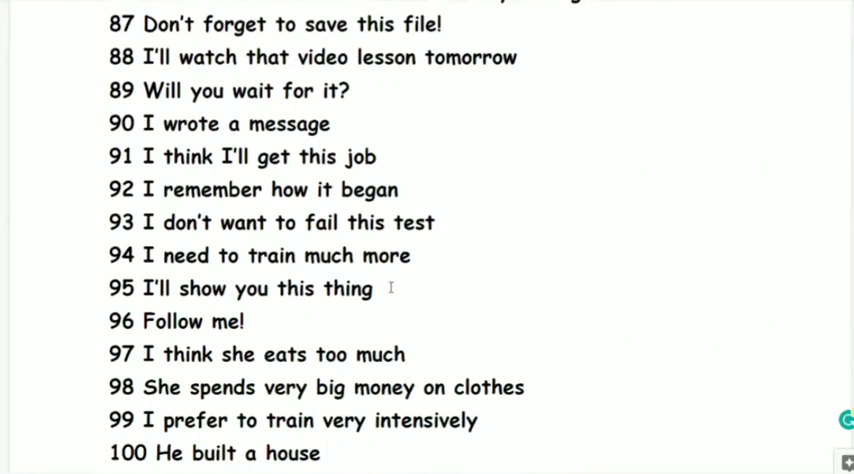 87 Don't forget to save this file!
88 I'll watch that video lesson tomorrow
89 Will you wait for it?
90 I wrote a message
91 I think I'll get this job
92 I remember how it began
93 I don't want to fail this test
94 I need to train much more
95 I'll show you this thing
96 Follow me!
97 I think she eats too much
98 She spends very big money on clothes
99 I prefer to train very intensively
100 He built a house